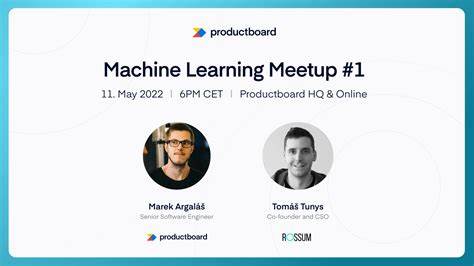 productboard
Machine Learning Meetup #1
11. May 2022 | 6PM CET | Productboard HQ & Online
Marek Argaláš
Tomáš Tunys
Senior Software Engineer
Co-founder and CSO
productboard
ROSSUM